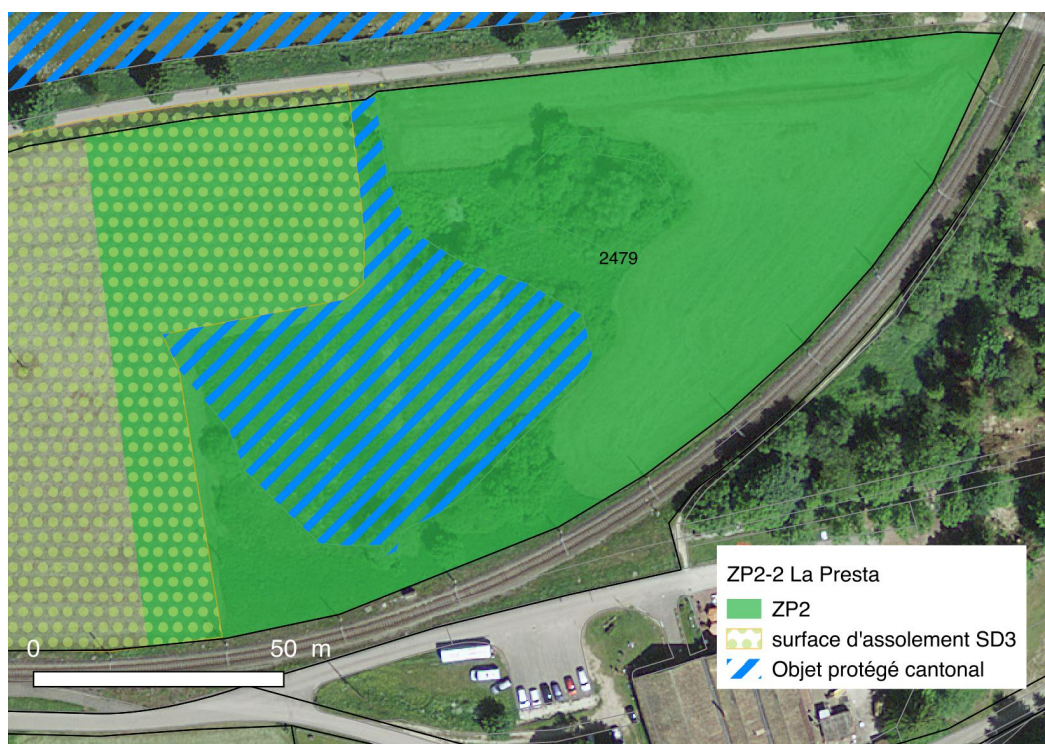 2479
ZP2-2 La Presta
ZP2
surface d'assolement SD3
Objet protégé cantonal
0 50 m